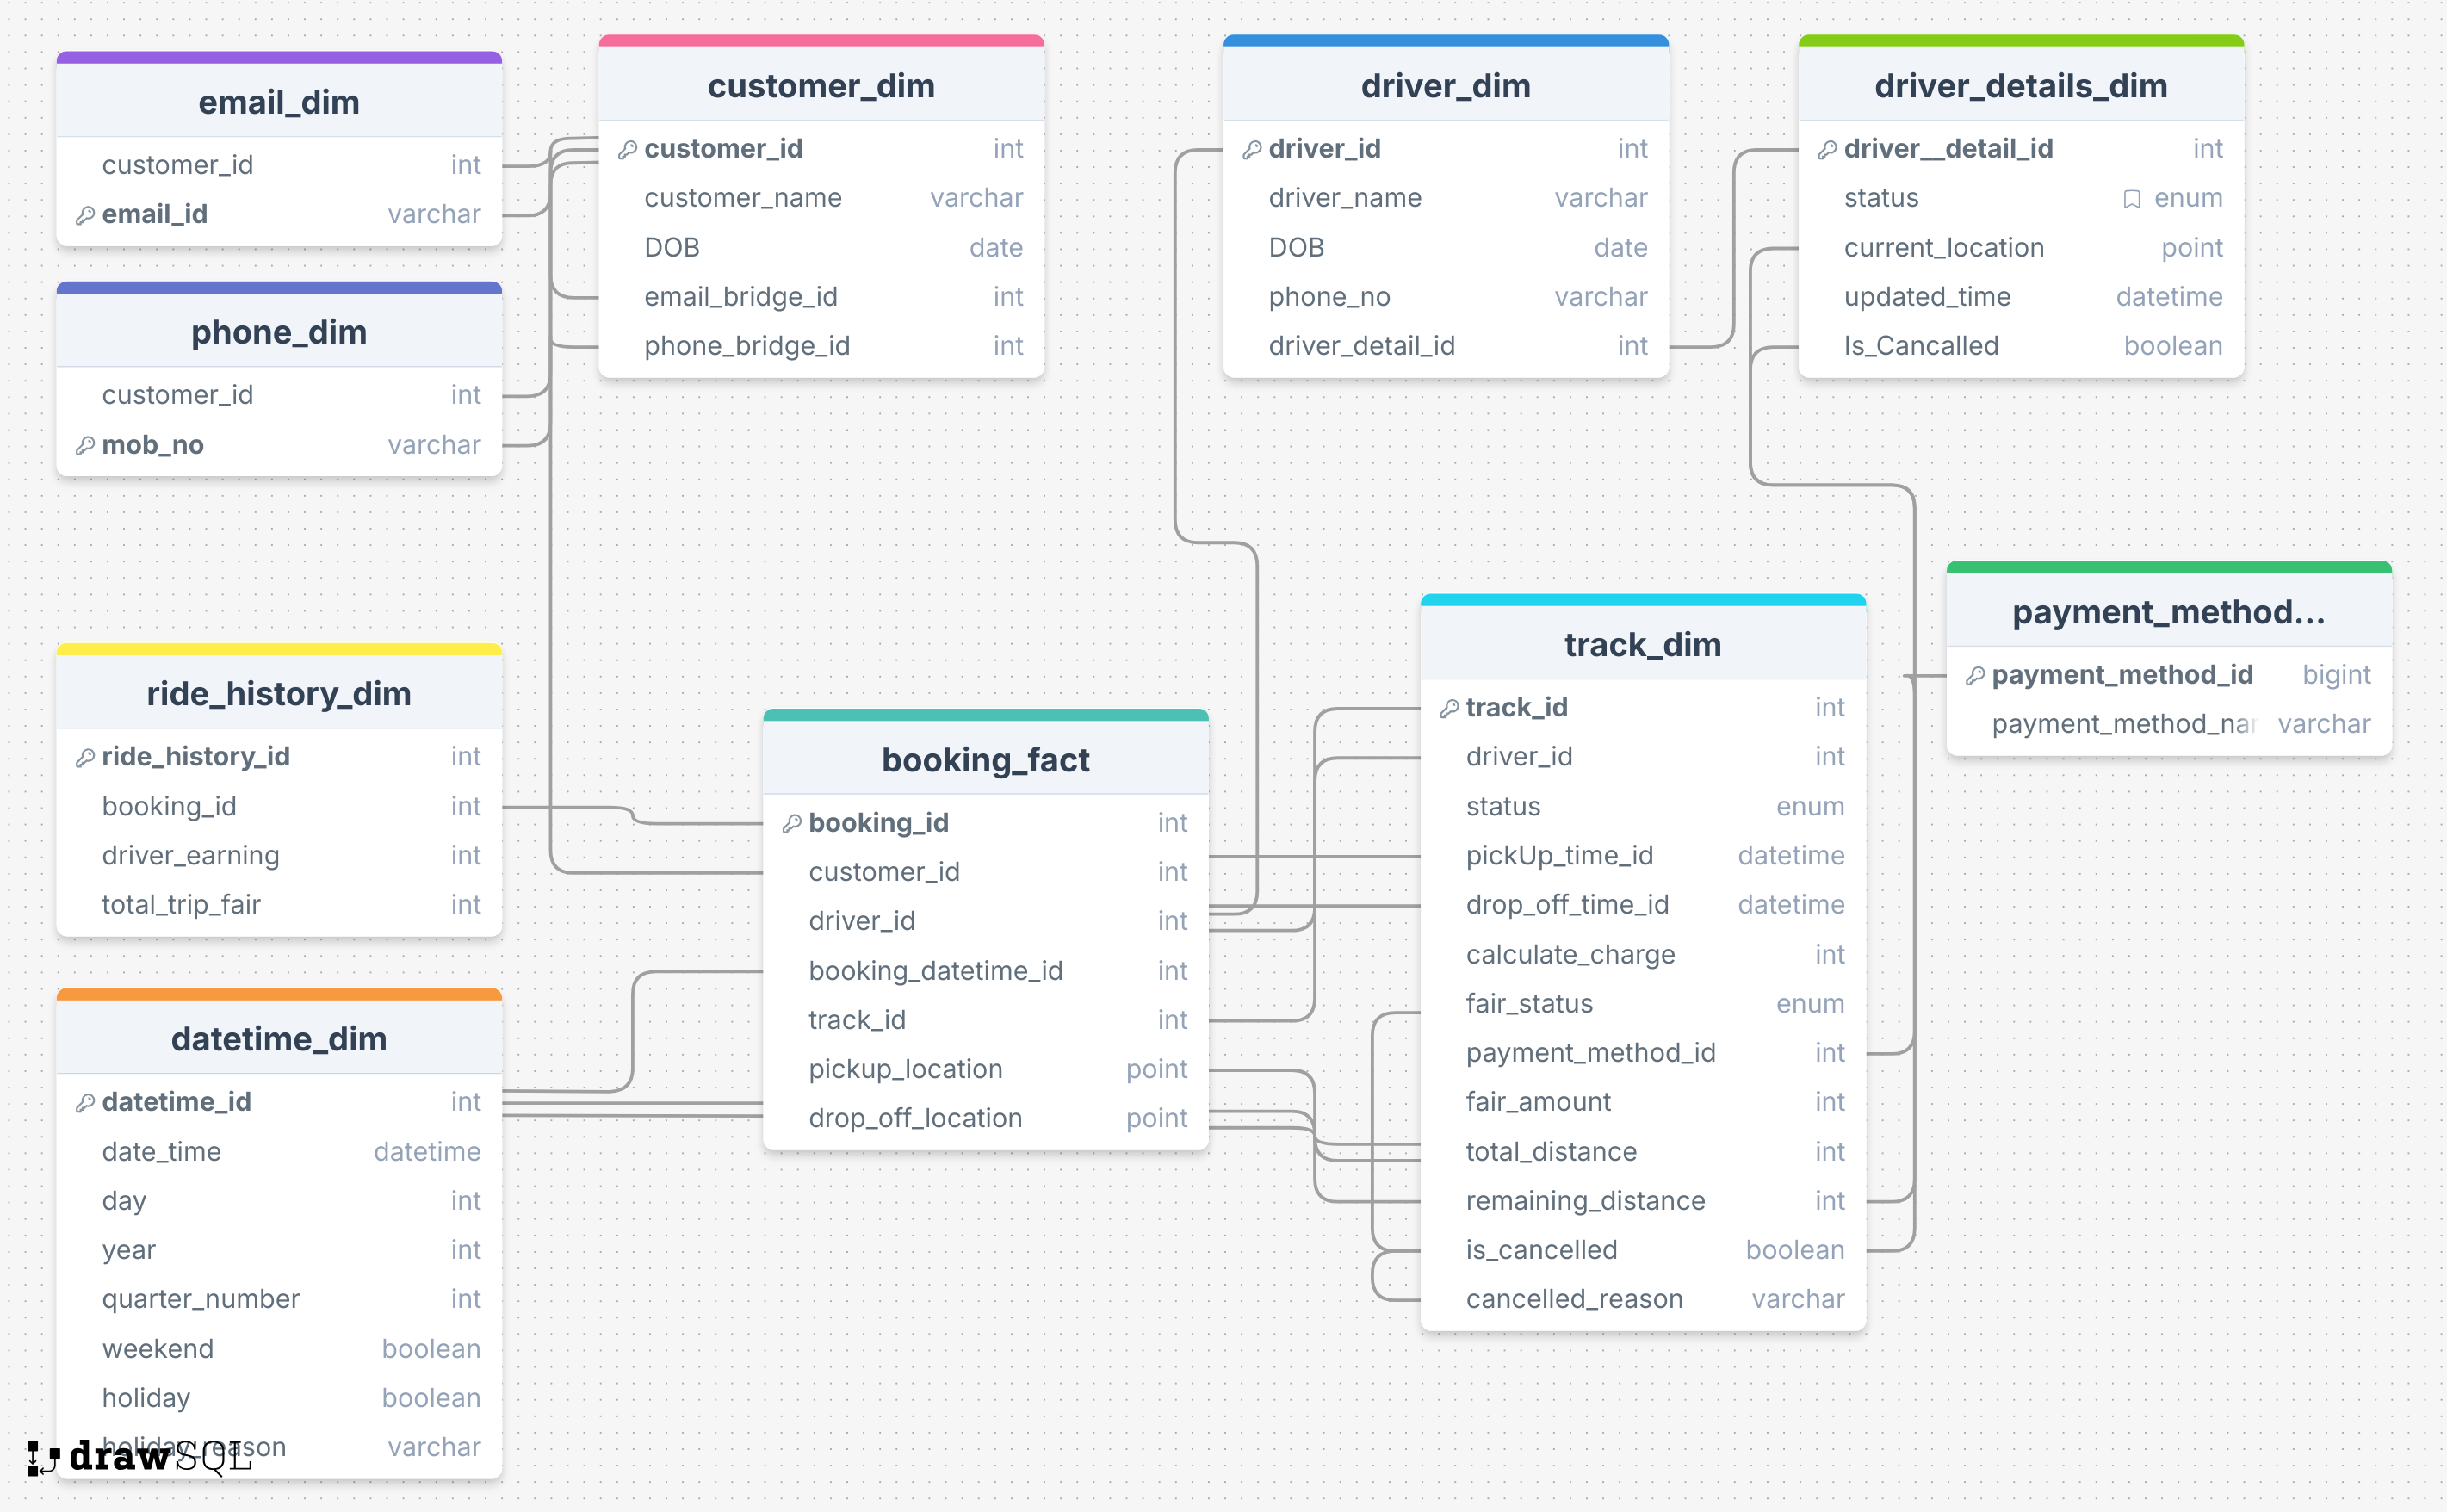 email_dim
customer_id int
email_id varchar
phone_dim
customer_id int
mob_no varchar
customer_dim
customer_id int
customer_name varchar
DOB date
email_bridge_id int
phone_bridge_id int
driver_dim
driver_id int
driver_name varchar
DOB date
phone_no varchar
driver_detail_id int
driver_details_dim
driver__detail_id int
status enum
current_location point
updated_time datetime
Is_Cancalled boolean
payment_method...
payment_method_id bigint
payment_method_nar varchar
track_dim
track_id int
driver_id int
status enum
pickUp_time_id datetime
drop_off_time_id datetime
calculate_charge int
fair_status enum
payment_method_id int
fair_amount int
total_distance int
remaining_distance int
is_cancelled boolean
cancelled_reason varchar
ride_history_dim
ride_history_id int
booking_id int
driver_earning int
total_trip_fair int
booking_fact
booking_id int
customer_id int
driver_id int
booking_datetime_id int
track_id int
pickup_location point
drop_off_location point
datetime_dim
datetime_id int
date_time datetime
day int
year int
quarter_number int
weekend boolean
holiday boolean
holiday_reason varchar
drawSQL